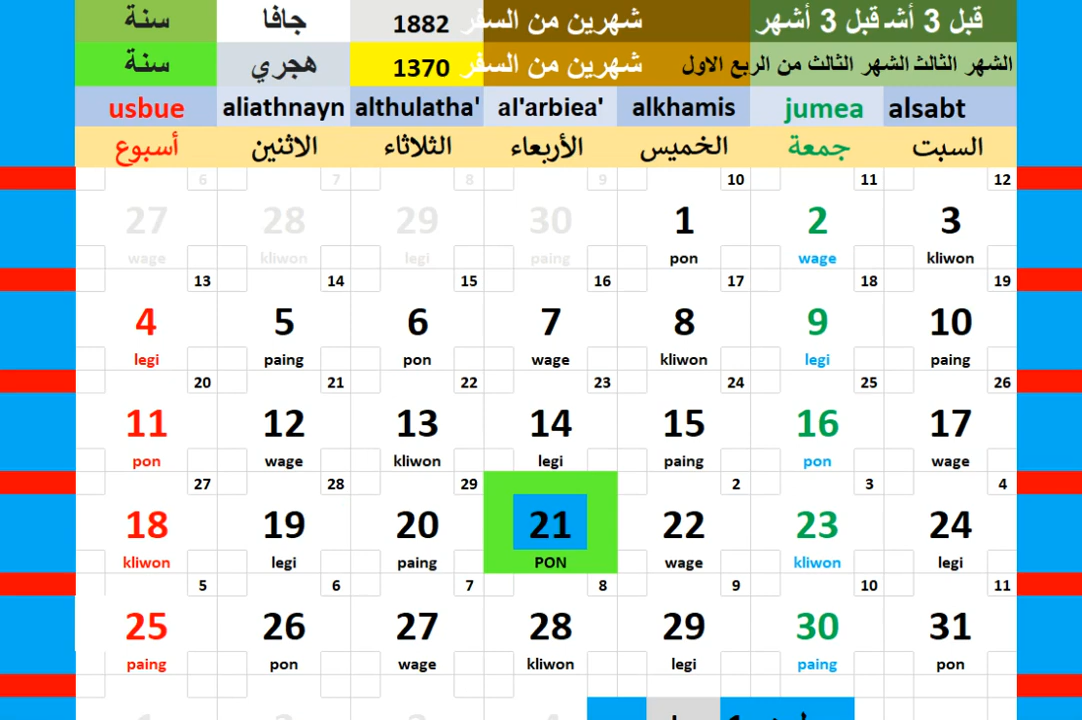 سنة جافا 1882 شهرين من السفر قبل 3 أشـ قبل 3 أشهر
سنة هجري 1370 شهرين من السفر الشهر الثالث الشهر الثالث من الربع الاول
usbue aliathnayn althulatha' al'arbiea' alkhamis jumea alsabt
أسبوع الاثنين الثلاثاء الأربعاء الخميس جمعة السبت
6 7 8 9 10 11 12
27 28 29 30 1 2 3
wage kliwon legi paing pon wage kliwon
13 14 15 16 17 18 19
4 5 6 7 8 9 10
legi paing pon wage kliwon legi paing
20 21 22 23 24 25 26
11 12 13 14 15 16 17
pon wage kliwon legi paing pon wage
27 28 29 2 3 4
18 19 20 21 22 23 24
kliwon legi paing PON wage kliwon legi
5 6 7 8 9 10 11
25 26 27 28 29 30 31
paing pon wage kliwon legi paing pon